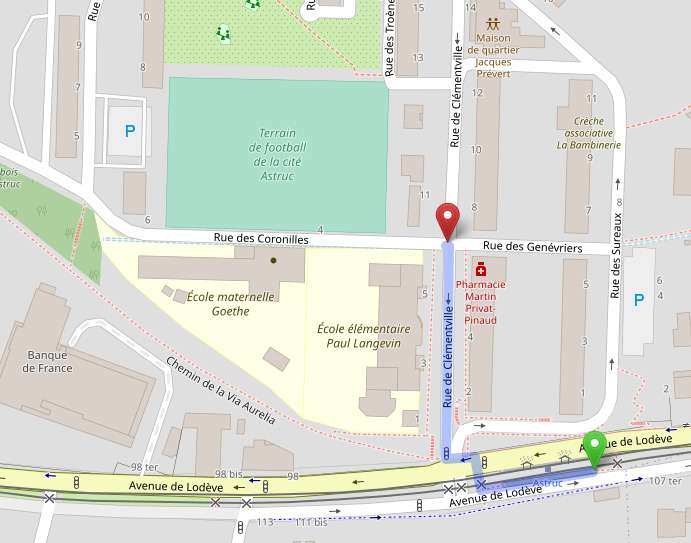 Rue
Rue des Troènes
Ru
15
13
10
8
7
5
P
Maison
de quartier
Jacques
Prévert
Rue de Clémentville
11
Crèche
associative
La Bambinerie
9
7
10
8
8
Terrain
de football
de la cité
Astruc
11
bois
struc
6
4
Rue des Coronilles
Rue des Genévriers
Rue des Sureaux
École maternelle
Goethe
École élémentaire
Paul Langevin
5
3
1
Rue de Clémentville
Pharmacie
Martin
Privat-
Pinaud
4
2
5
3
1
6
4
P
2
Banque
de France
Chemin de la Via Aurelia
98 ter
98 bis
98
Avenue de Lodève
Avenue de Lodève
Astruc
107 ter
Avenue de Lodève
113
111 bis